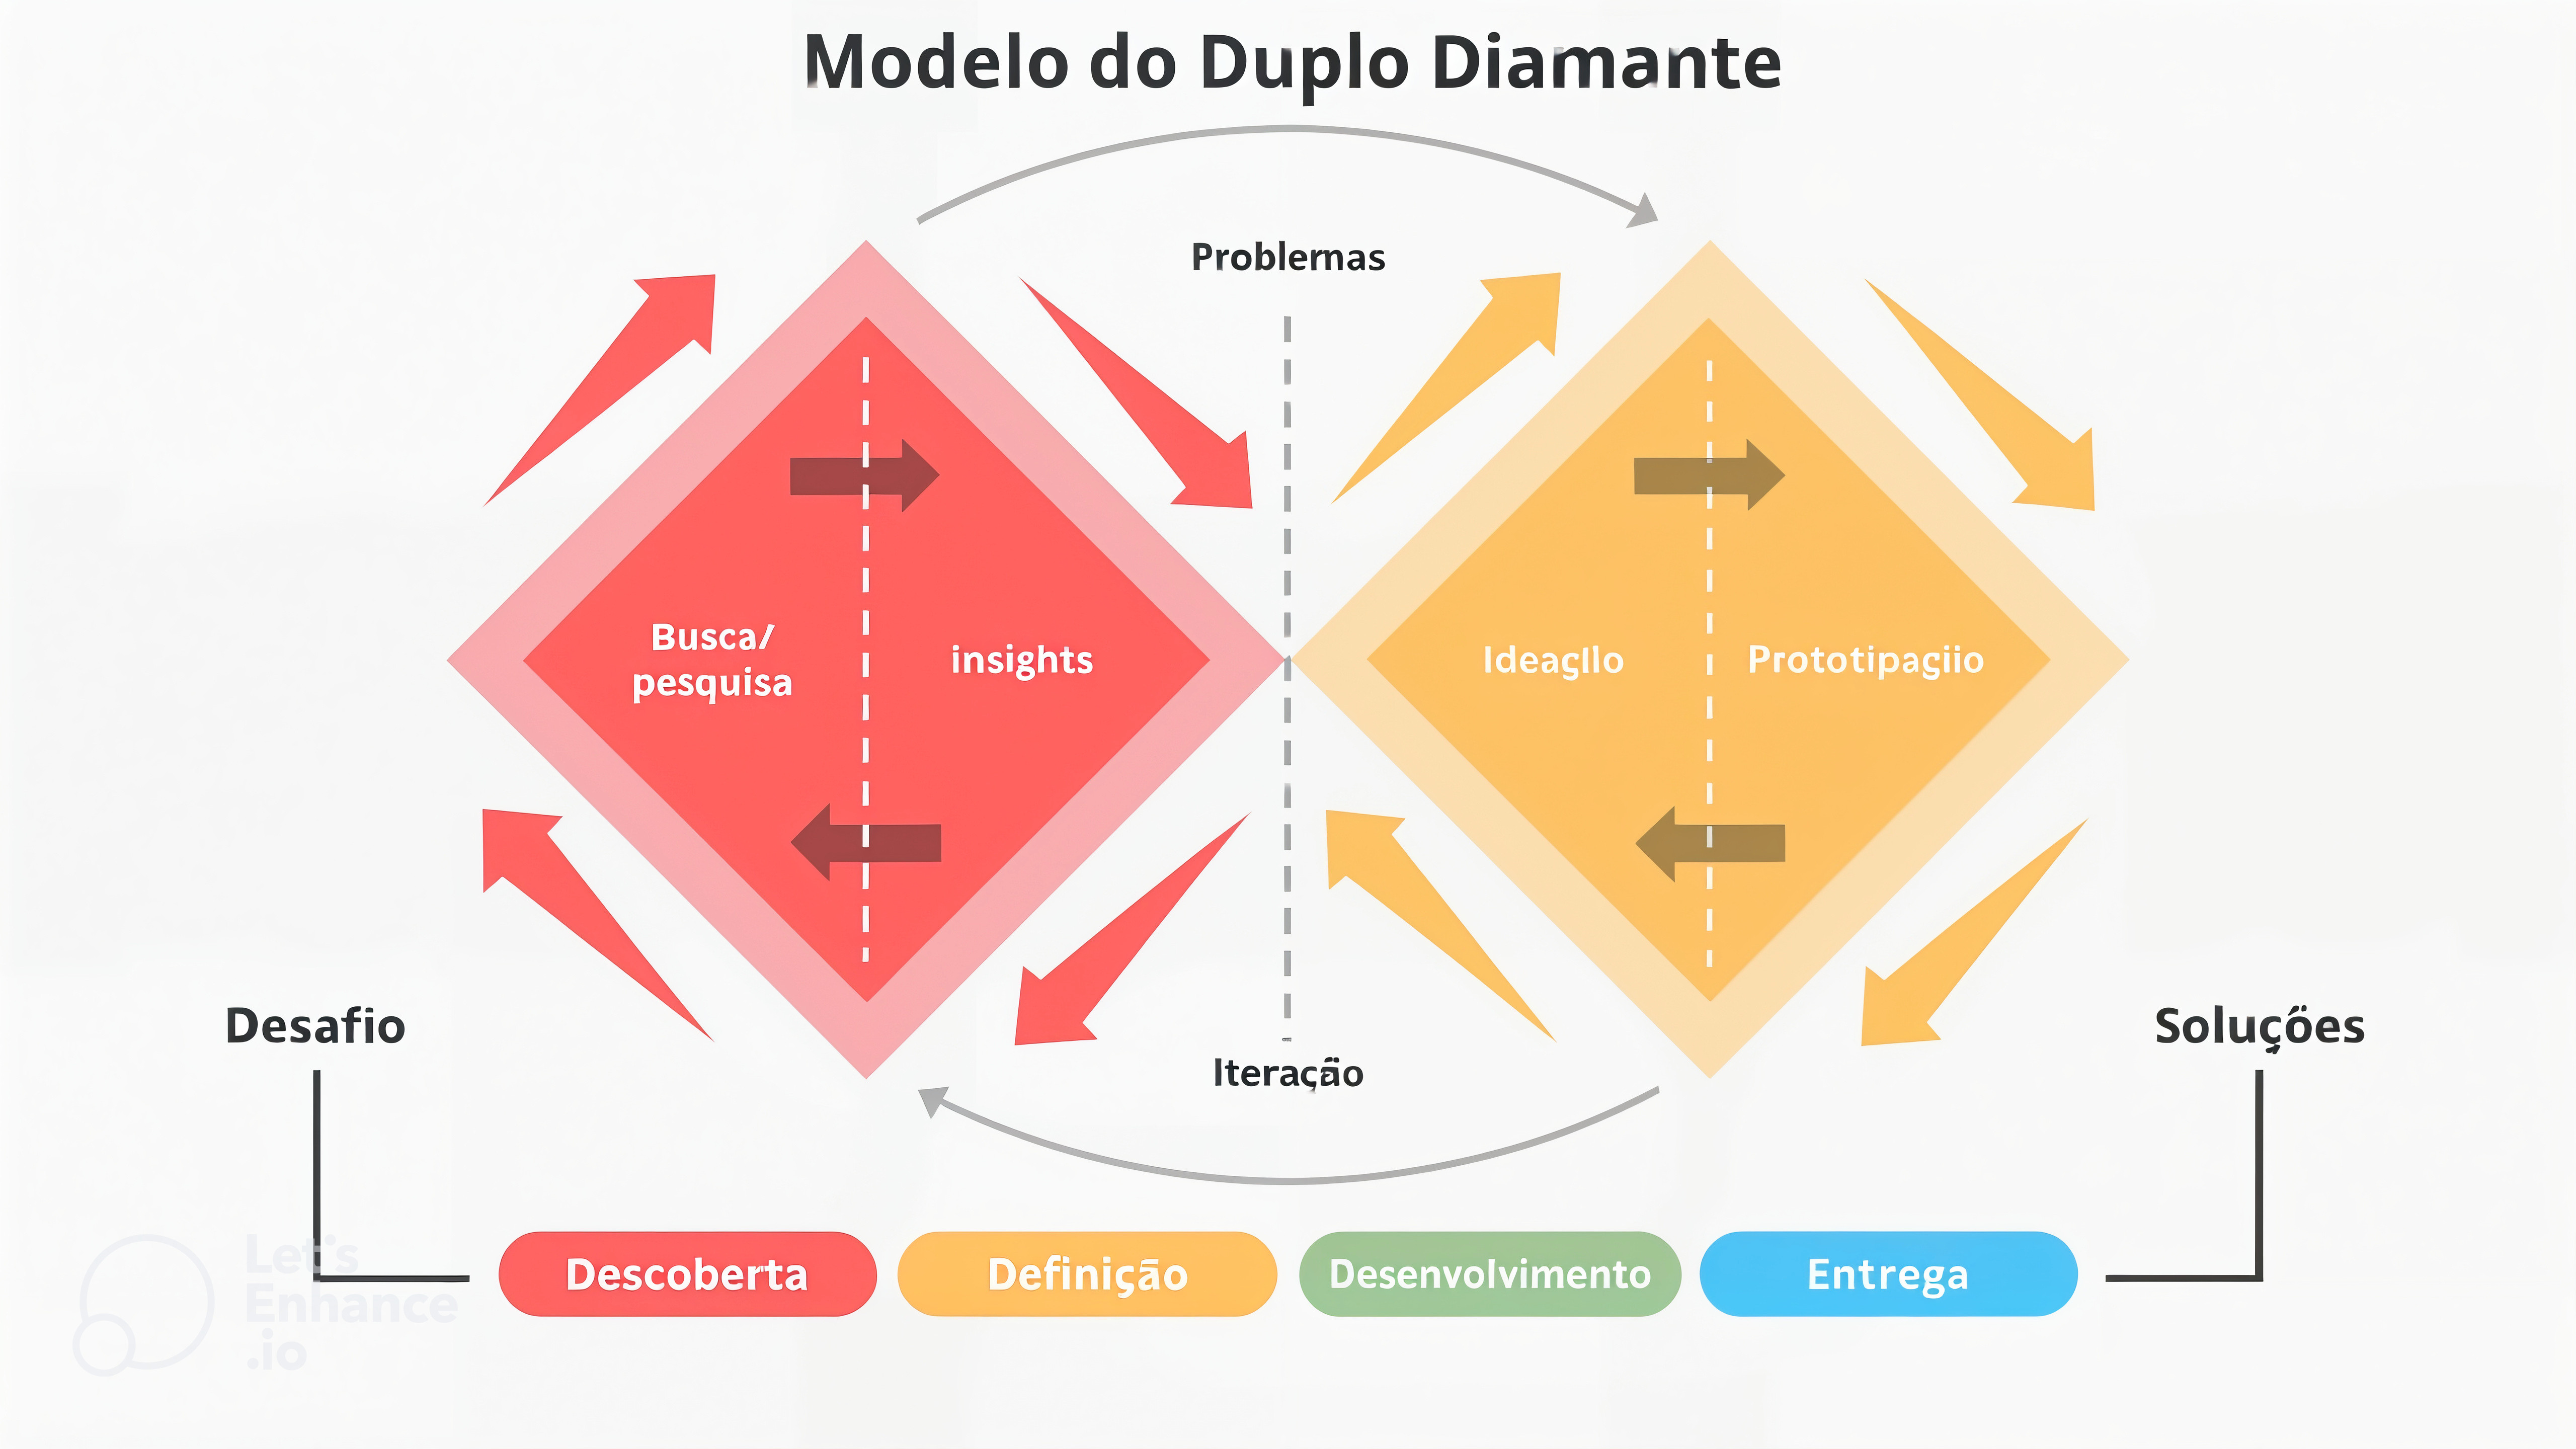 Modelo do Duplo Diamante
Problemas
Busca/
pesquisa
insights
Ideagllo
Prototipagiio
Desafio
Soluções
Iteração
Descoberta
Definição
Desenvolvimento
Entrega
Let's
Enhance
.io